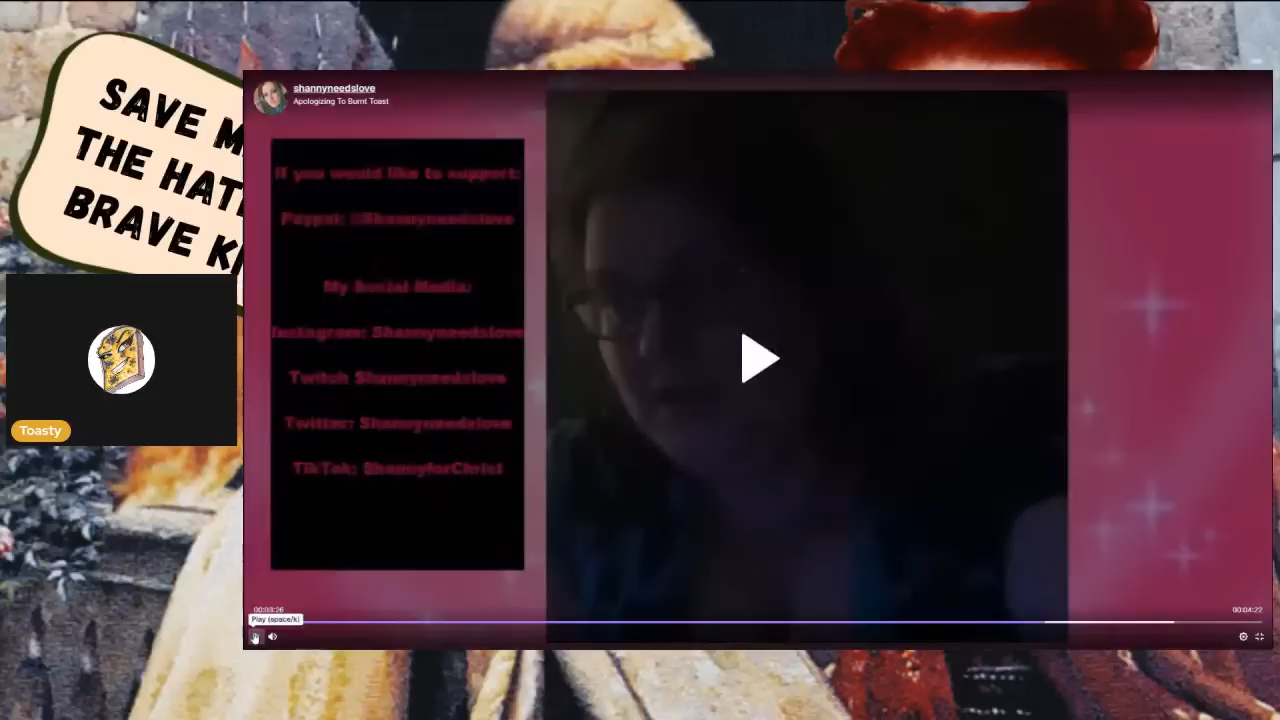 SAVE M
THE HAT
BRAVE K
shannyneedslove
Apologizing To Burnt Toast
If you would like to support:
Paypal: @Shannyneedslove
My Social Media:
Instagram: Shannyneedslove
Twitch Shannyneedslove
Twitter: Shannyneedslove
TikTok: ShannyforChrist
Toasty
00:03:26
00:04:22
Play (space/k)